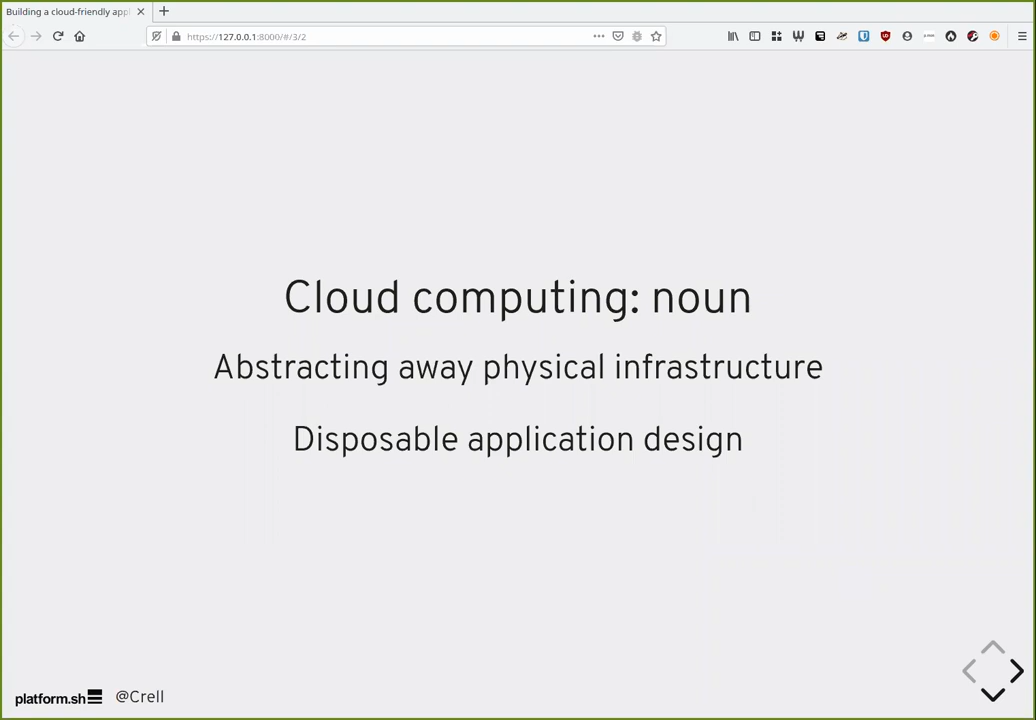 Building a cloud-friendly appl
https://127.0.0.1:8000/#/3/2
Cloud computing: noun
Abstracting away physical infrastructure
Disposable application design
platform.sh @Crell